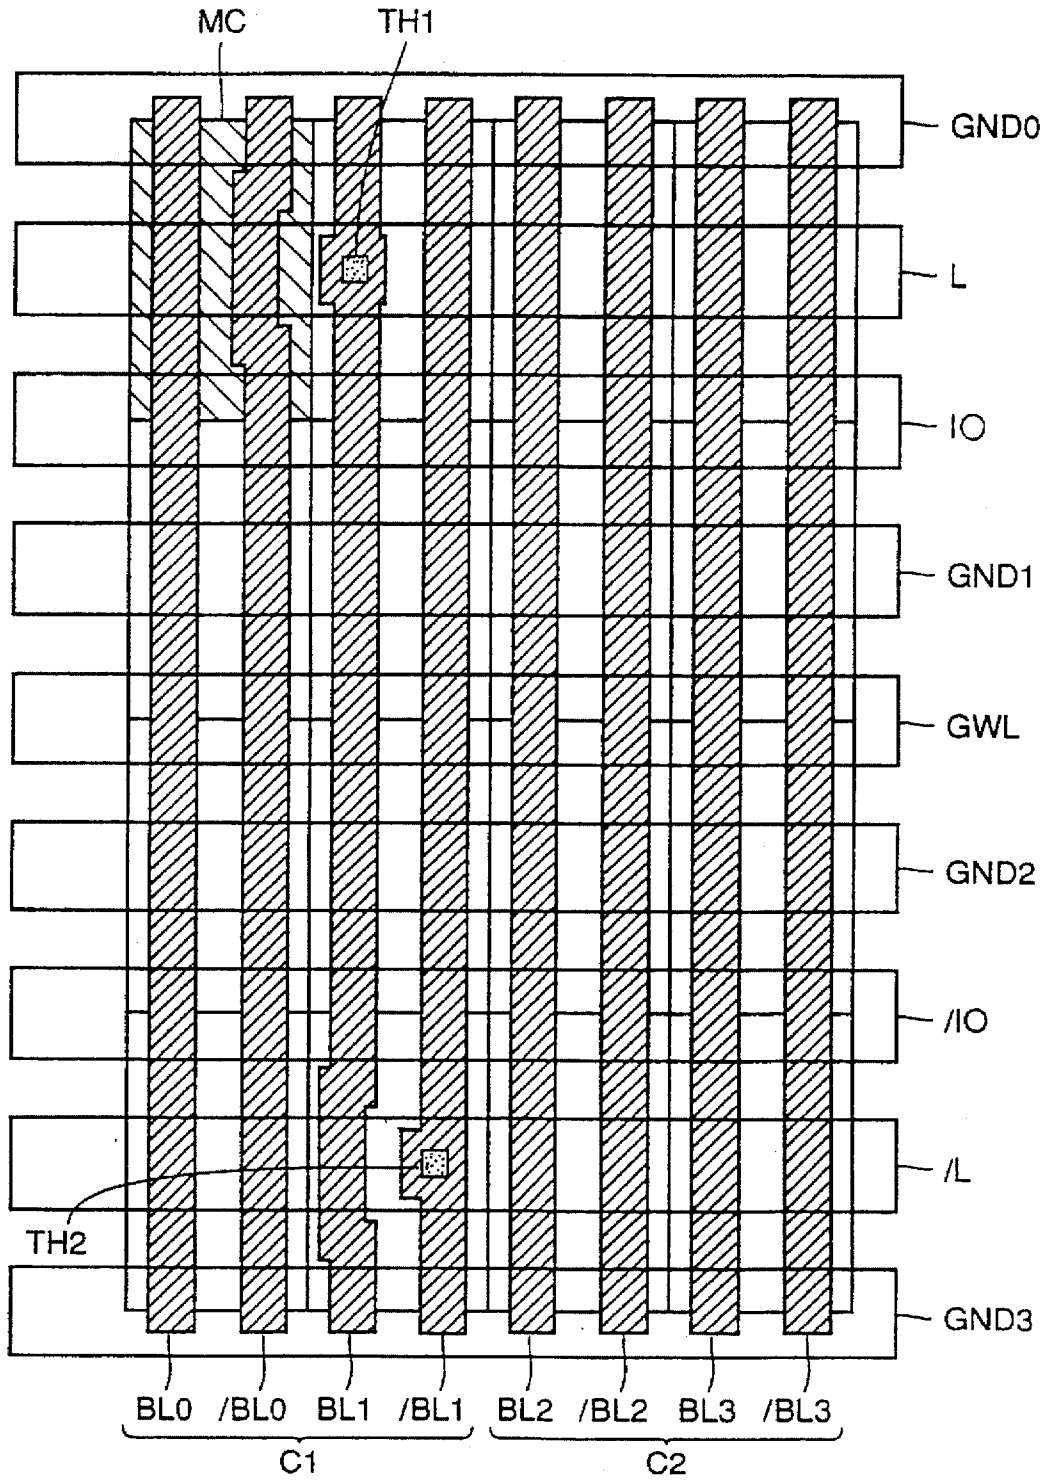 MC TH1
GND0
L
IO
GND1
GWL
GND2
/IO
/L
TH2
GND3
BL0 /BL0 BL1 /BL1 BL2 /BL2 BL3 /BL3
C1 C2